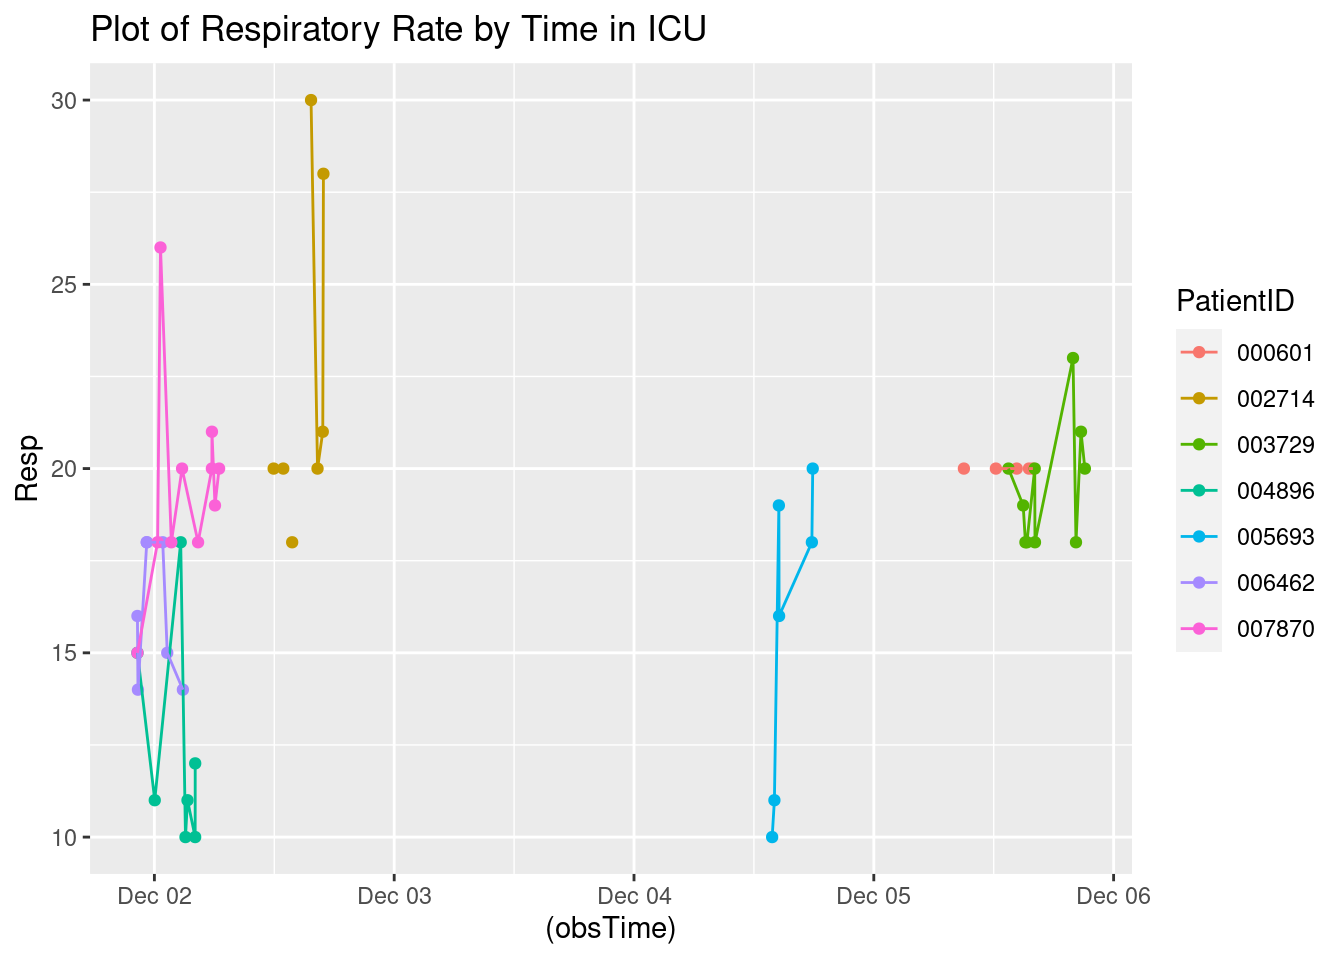 Plot of Respiratory Rate by Time in ICU
30
25
20
15
10
Resp
Dec 02
Dec 03
Dec 04
Dec 05
Dec 06
(obsTime)
PatientID
000601
002714
003729
004896
005693
006462
007870